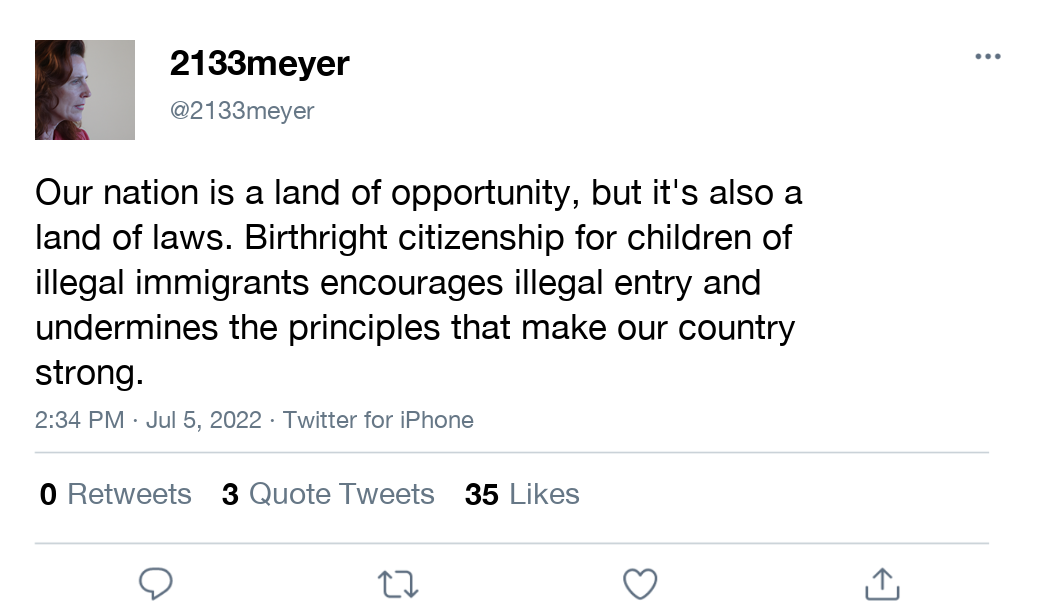 2133meyer
@2133meyer
Our nation is a land of opportunity, but it's also a
land of laws. Birthright citizenship for children of
illegal immigrants encourages illegal entry and
undermines the principles that make our country
strong.
2:34 PM · Jul 5, 2022 · Twitter for iPhone
0 Retweets 3 Quote Tweets 35 Likes